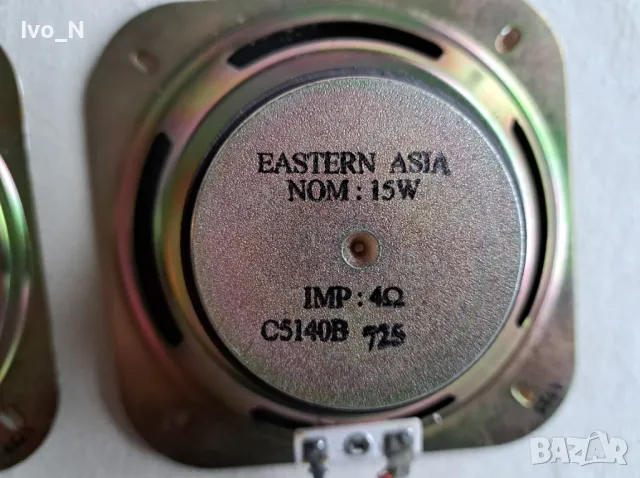 Ivo_N
EASTERN ASIA
NOM : 15W
IMP : 4Ω
C5140B 725
BAZAR